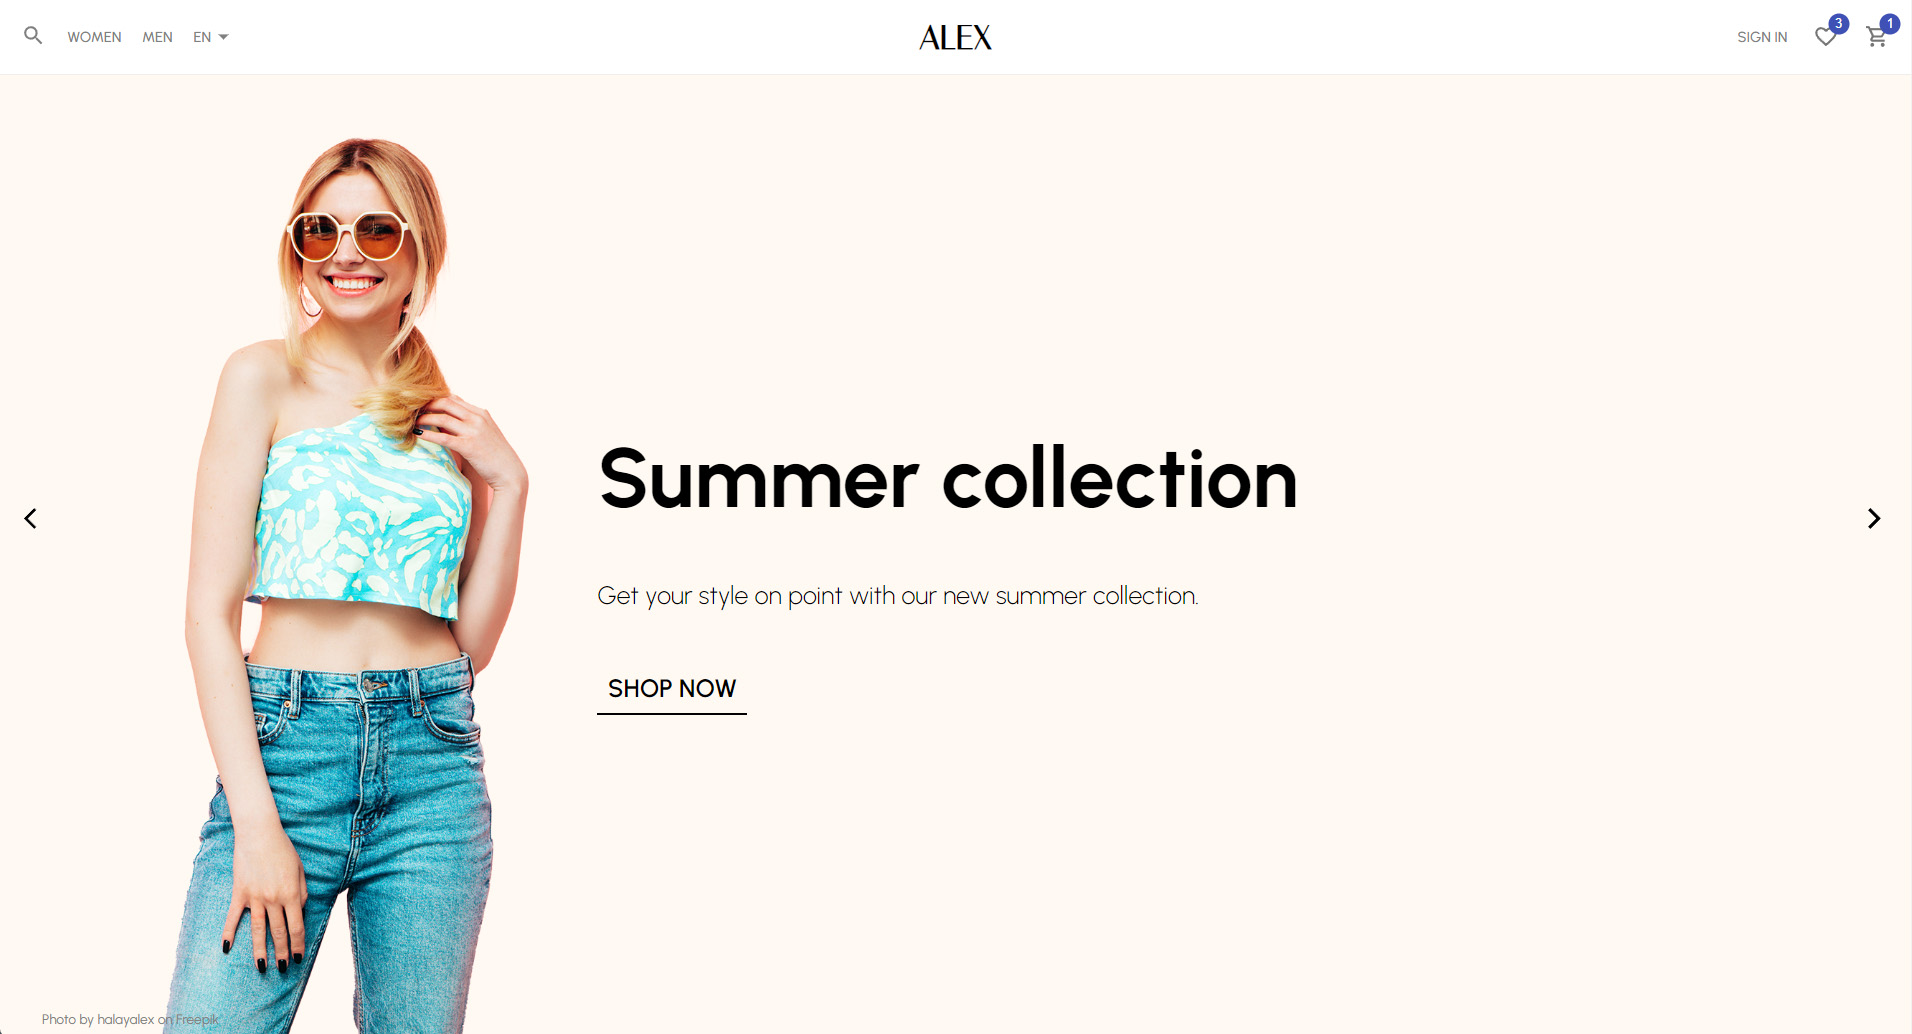 WOMEN MEN EN ALEX SIGN IN 3 1
Summer collection
Get your style on point with our new summer collection.
SHOP NOW
Photo by halayalex on Freepik